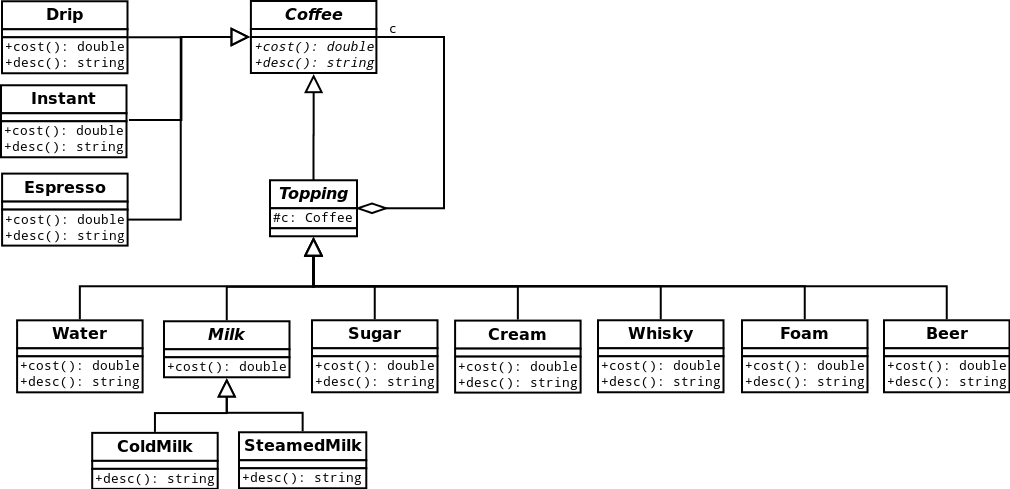 Drip
+cost(): double
+desc(): string
Coffee
+cost(): double
+desc(): string
c
Instant
+cost(): double
+desc(): string
Espresso
+cost(): double
+desc(): string
Topping
#c: Coffee
Water
+cost(): double
+desc(): string
Milk
+cost(): double
Sugar
+cost(): double
+desc(): string
Cream
+cost(): double
+desc(): string
Whisky
+cost(): double
+desc(): string
Foam
+cost(): double
+desc(): string
Beer
+cost(): double
+desc(): string
ColdMilk
+desc(): string
SteamedMilk
+desc(): string